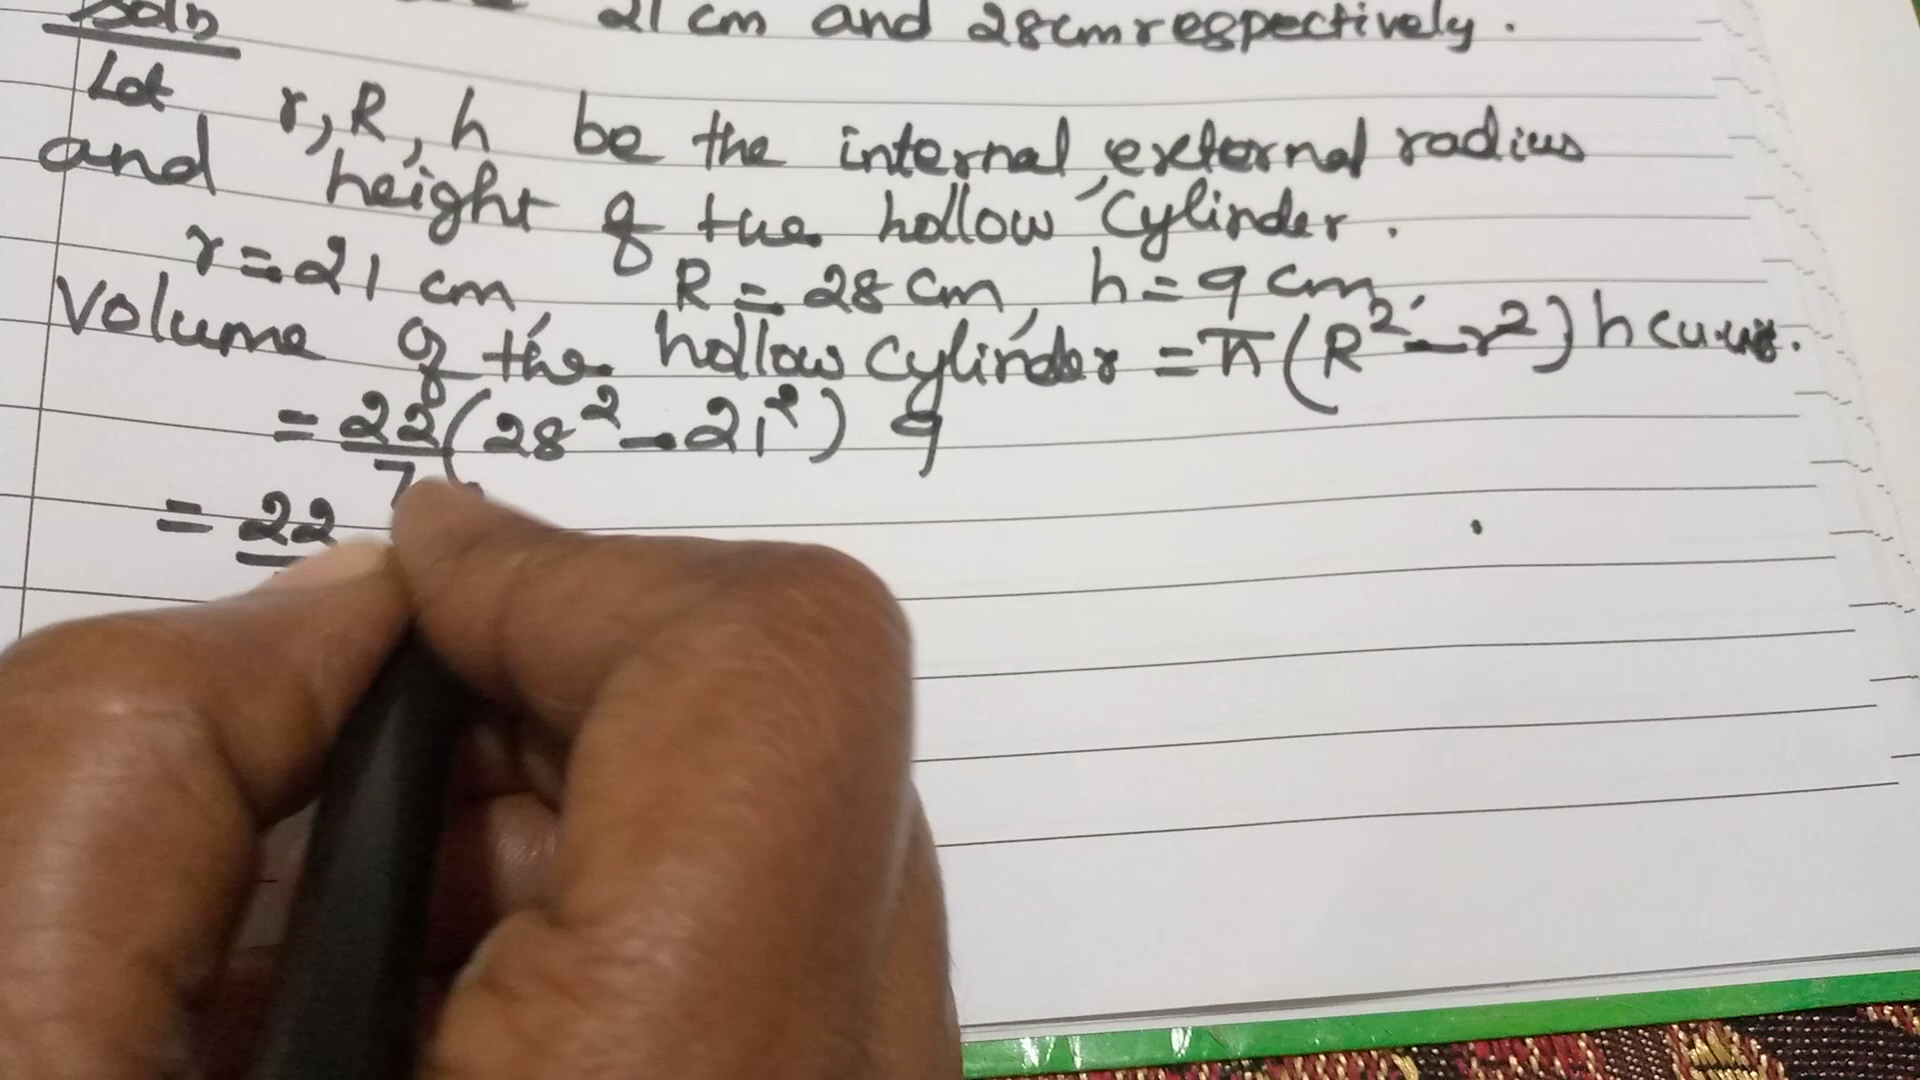 21 cm and 28cm respectively.
Soln
Let r, R, h be the internal, external radius
and height of the hollow cylinder.
r = 21 cm, R = 28 cm, h = 9 cm.
Volume of the hollow cylinder = π(R² - r²) h cu.us.
= 22/7 (28² - 21²) 9
= 22